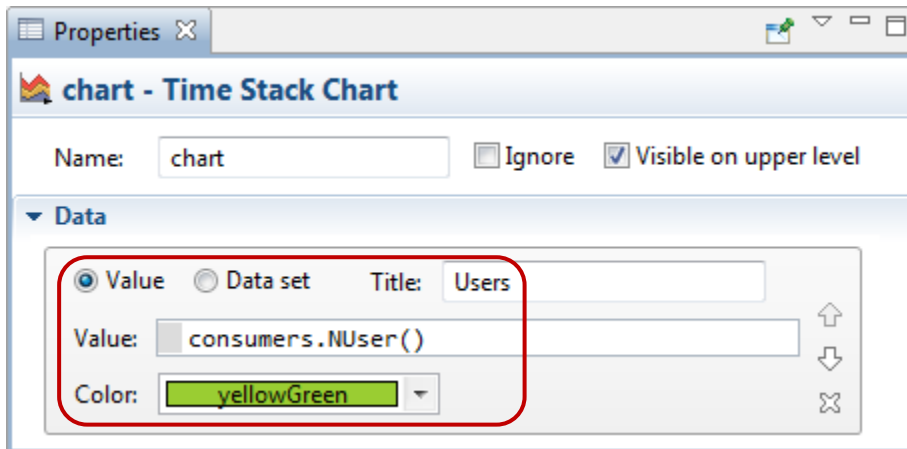 Properties
chart - Time Stack Chart
Name: chart Ignore Visible on upper level
Data
Value Data set Title: Users
Value: consumers.NUser()
Color: yellowGreen